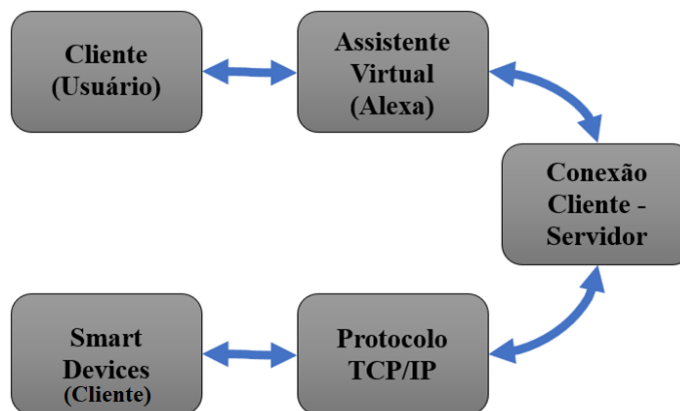 Cliente
(Usuário)
Assistente
Virtual
(Alexa)
Conexão
Cliente -
Servidor
Smart
Devices
(Cliente)
Protocolo
TCP/IP